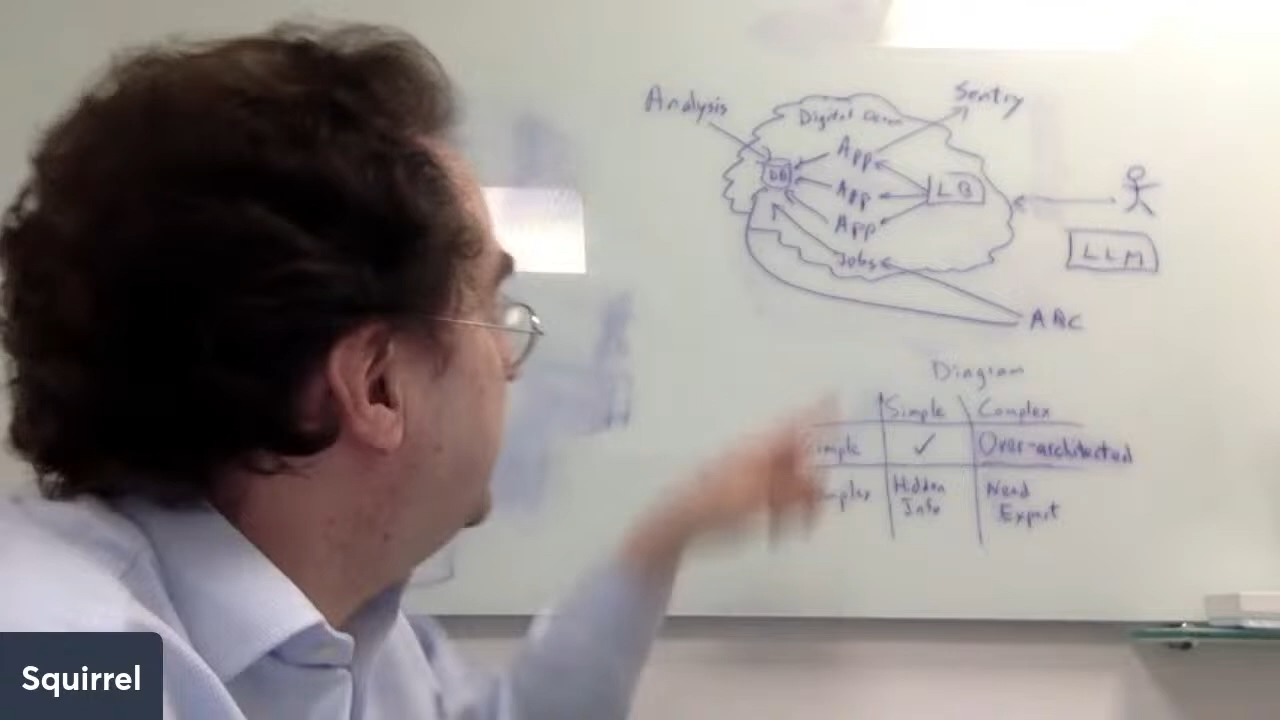 Analysis
Sentry
Digital Ocean
App
DB
App
LB
App
LLM
Jobs
ABC
Diagram
Simple Complex
✓ Over-architected
Hidden Need
Info Expert
Squirrel